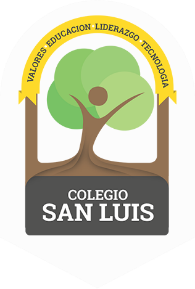 VALORES EDUCACION LIDERAZGO TECNOLOGIA
COLEGIO
SAN LUIS